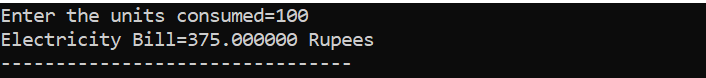 Enter the units consumed=100
Electricity Bill=375.000000 Rupees
--------------------------------